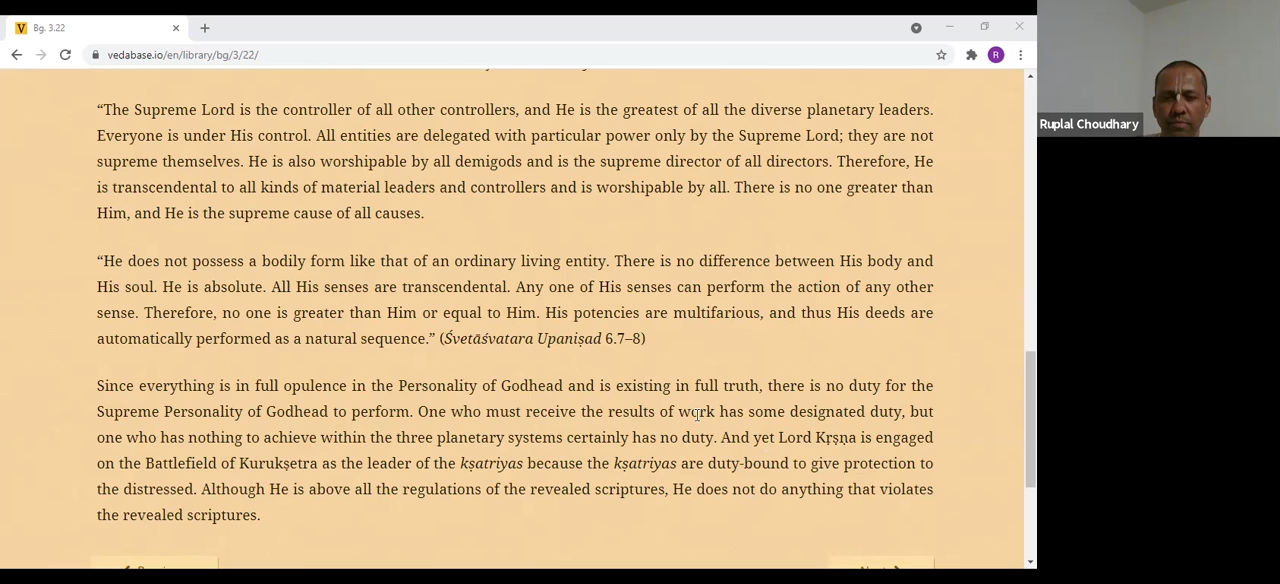 Bg. 3.22
vedabase.io/en/library/bg/3/22/
R
Ruplal Choudhary
“The Supreme Lord is the controller of all other controllers, and He is the greatest of all the diverse planetary leaders.
Everyone is under His control. All entities are delegated with particular power only by the Supreme Lord; they are not
supreme themselves. He is also worshipable by all demigods and is the supreme director of all directors. Therefore, He
is transcendental to all kinds of material leaders and controllers and is worshipable by all. There is no one greater than
Him, and He is the supreme cause of all causes.
“He does not possess a bodily form like that of an ordinary living entity. There is no difference between His body and
His soul. He is absolute. All His senses are transcendental. Any one of His senses can perform the action of any other
sense. Therefore, no one is greater than Him or equal to Him. His potencies are multifarious, and thus His deeds are
automatically performed as a natural sequence.” (Śvetāśvatara Upaniṣad 6.7–8)
Since everything is in full opulence in the Personality of Godhead and is existing in full truth, there is no duty for the
Supreme Personality of Godhead to perform. One who must receive the results of work has some designated duty, but
one who has nothing to achieve within the three planetary systems certainly has no duty. And yet Lord Kṛṣṇa is engaged
on the Battlefield of Kurukṣetra as the leader of the kṣatriyas because the kṣatriyas are duty-bound to give protection to
the distressed. Although He is above all the regulations of the revealed scriptures, He does not do anything that violates
the revealed scriptures.